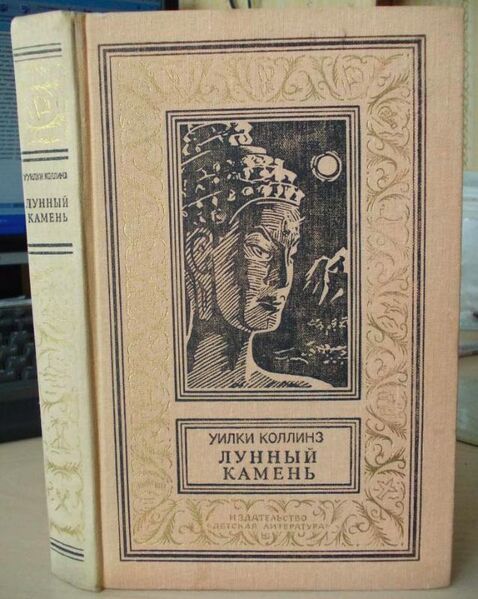 УИЛКИ КОЛЛИНЗ
ЛУННЫЙ
КАМЕНЬ
УИЛКИ КОЛЛИНЗ
ЛУННЫЙ
КАМЕНЬ
ИЗДАТЕЛЬСТВО
«ДЕТСКАЯ ЛИТЕРАТУРА»